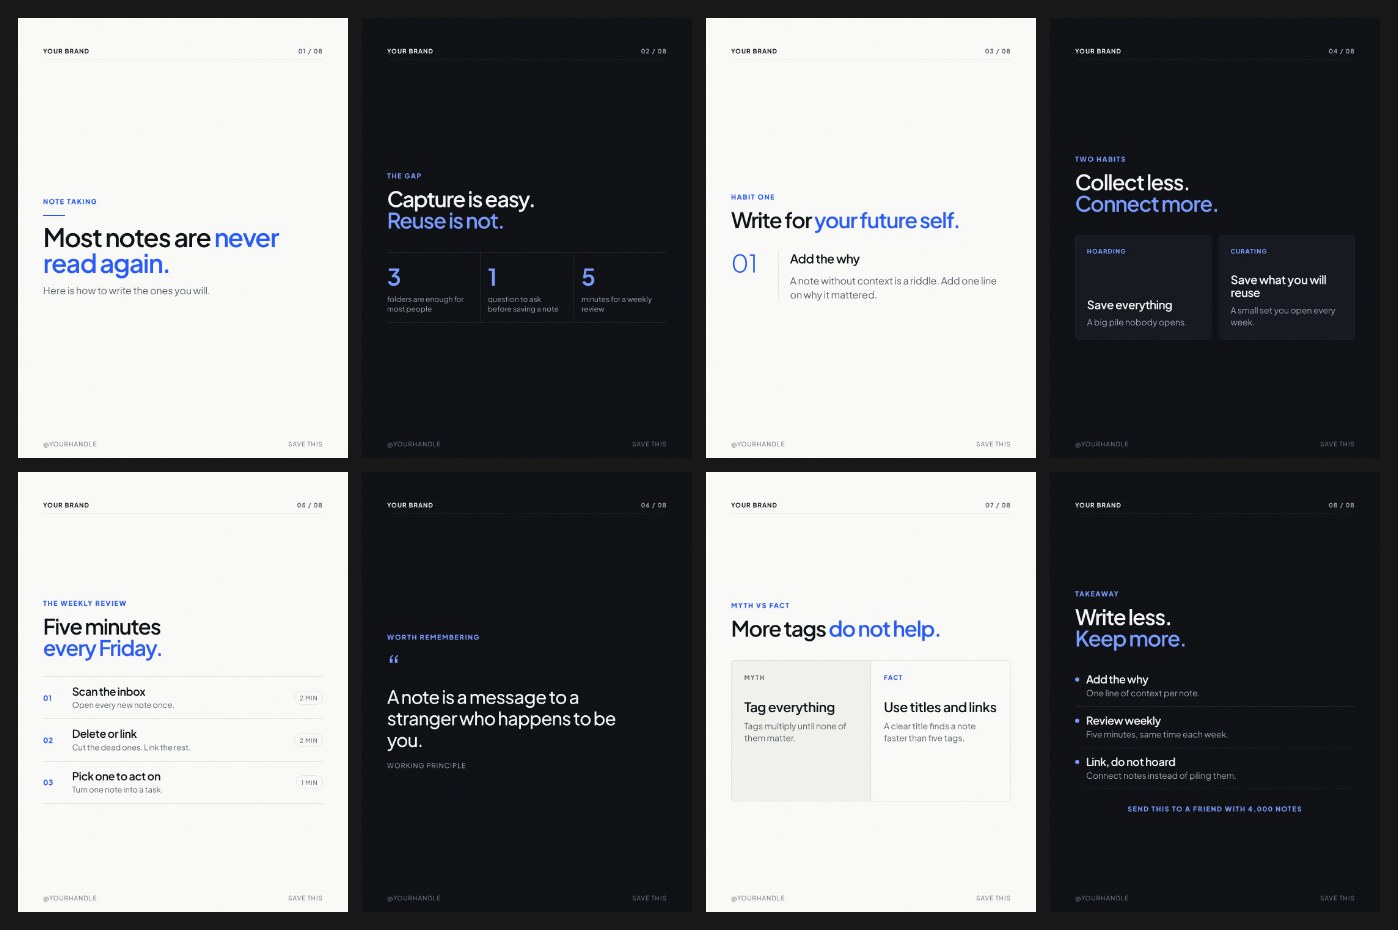 YOUR BRAND 01 / 08
NOTE TAKING
Most notes are never
read again.
Here is how to write the ones you will.
@YOURHANDLE SAVE THIS
YOUR BRAND 02 / 08
THE GAP
Capture is easy.
Reuse is not.
3
folders are enough for
most people
1
question to ask
before saving a note
5
minutes for a weekly
review
@YOURHANDLE SAVE THIS
YOUR BRAND 03 / 08
HABIT ONE
Write for your future self.
01
Add the why
A note without context is a riddle. Add one line
on why it mattered.
@YOURHANDLE SAVE THIS
YOUR BRAND 04 / 08
TWO HABITS
Collect less.
Connect more.
HOARDING
Save everything
A big pile nobody opens.
CURATING
Save what you will
reuse
A small set you open every
week.
@YOURHANDLE SAVE THIS
YOUR BRAND 05 / 08
THE WEEKLY REVIEW
Five minutes
every Friday.
01 Scan the inbox 2 MIN
Open every new note once.
02 Delete or link 2 MIN
Cut the dead ones. Link the rest.
03 Pick one to act on 1 MIN
Turn one note into a task.
@YOURHANDLE SAVE THIS
YOUR BRAND 06 / 08
WORTH REMEMBERING
“
A note is a message to a
stranger who happens to be
you.
WORKING PRINCIPLE
@YOURHANDLE SAVE THIS
YOUR BRAND 07 / 08
MYTH VS FACT
More tags do not help.
MYTH
Tag everything
Tags multiply until none of
them matter.
FACT
Use titles and links
A clear title finds a note
faster than five tags.
@YOURHANDLE SAVE THIS
YOUR BRAND 08 / 08
TAKEAWAY
Write less.
Keep more.
Add the why
One line of context per note.
Review weekly
Five minutes, same time each week.
Link, do not hoard
Connect notes instead of piling them.
SEND THIS TO A FRIEND WITH 4,000 NOTES
@YOURHANDLE SAVE THIS